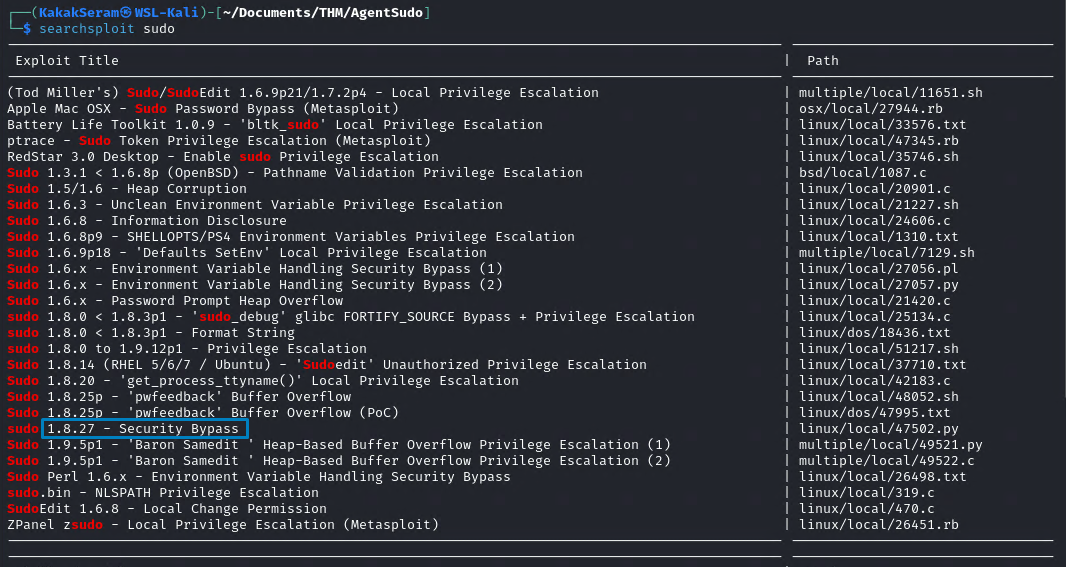 ┌──(KakakSeram㉿WSL-Kali)-[~/Documents/THM/AgentSudo]
└─$ searchsploit sudo
Exploit Title | Path
(Tod Miller's) Sudo/SudoEdit 1.6.9p21/1.7.2p4 - Local Privilege Escalation | multiple/local/11651.sh
Apple Mac OSX - Sudo Password Bypass (Metasploit) | osx/local/27944.rb
Battery Life Toolkit 1.0.9 - 'bltk_sudo' Local Privilege Escalation | linux/local/33576.txt
ptrace - Sudo Token Privilege Escalation (Metasploit) | linux/local/47345.rb
RedStar 3.0 Desktop - Enable sudo Privilege Escalation | linux/local/35746.sh
Sudo 1.3.1 < 1.6.8p (OpenBSD) - Pathname Validation Privilege Escalation | bsd/local/1087.c
Sudo 1.5/1.6 - Heap Corruption | linux/local/20901.c
Sudo 1.6.3 - Unclean Environment Variable Privilege Escalation | linux/local/21227.sh
Sudo 1.6.8 - Information Disclosure | linux/local/24606.c
Sudo 1.6.8p9 - SHELLOPTS/PS4 Environment Variables Privilege Escalation | linux/local/1310.txt
Sudo 1.6.9p18 - 'Defaults SetEnv' Local Privilege Escalation | multiple/local/7129.sh
Sudo 1.6.x - Environment Variable Handling Security Bypass (1) | linux/local/27056.pl
Sudo 1.6.x - Environment Variable Handling Security Bypass (2) | linux/local/27057.py
Sudo 1.6.x - Password Prompt Heap Overflow | linux/local/21420.c
sudo 1.8.0 < 1.8.3p1 - 'sudo_debug' glibc FORTIFY_SOURCE Bypass + Privilege Escalation | linux/local/25134.c
sudo 1.8.0 < 1.8.3p1 - Format String | linux/dos/18436.txt
sudo 1.8.0 to 1.9.12p1 - Privilege Escalation | linux/local/51217.sh
Sudo 1.8.14 (RHEL 5/6/7 / Ubuntu) - 'Sudoedit' Unauthorized Privilege Escalation | linux/local/37710.txt
Sudo 1.8.20 - 'get_process_ttyname()' Local Privilege Escalation | linux/local/42183.c
Sudo 1.8.25p - 'pwfeedback' Buffer Overflow | linux/local/48052.sh
Sudo 1.8.25p - 'pwfeedback' Buffer Overflow (PoC) | linux/dos/47995.txt
sudo 1.8.27 - Security Bypass | linux/local/47502.py
Sudo 1.9.5p1 - 'Baron Samedit ' Heap-Based Buffer Overflow Privilege Escalation (1) | multiple/local/49521.py
Sudo 1.9.5p1 - 'Baron Samedit ' Heap-Based Buffer Overflow Privilege Escalation (2) | multiple/local/49522.c
Sudo Perl 1.6.x - Environment Variable Handling Security Bypass | linux/local/26498.txt
sudo.bin - NLSPATH Privilege Escalation | linux/local/319.c
SudoEdit 1.6.8 - Local Change Permission | linux/local/470.c
ZPanel zsudo - Local Privilege Escalation (Metasploit) | linux/local/26451.rb